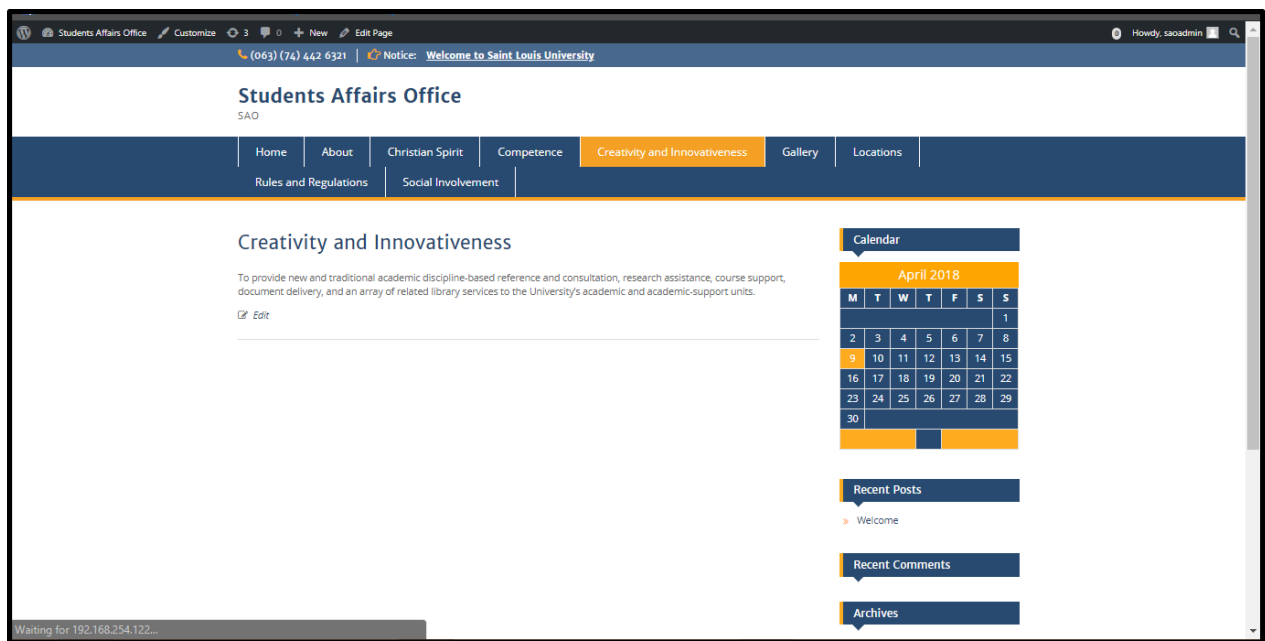 Students Affairs Office Customize 3 0 New Edit Page 0 Howdy, saoadmin
(063) (74) 442 6321 | Notice: Welcome to Saint Louis University
Students Affairs Office
SAO
Home About Christian Spirit Competence Creativity and Innovativeness Gallery Locations
Rules and Regulations Social Involvement
Creativity and Innovativeness
To provide new and traditional academic discipline-based reference and consultation, research assistance, course support,
document delivery, and an array of related library services to the University's academic and academic-support units.
Edit
Calendar
April 2018
M T W T F S S
1
2 3 4 5 6 7 8
9 10 11 12 13 14 15
16 17 18 19 20 21 22
23 24 25 26 27 28 29
30
Recent Posts
» Welcome
Recent Comments
Archives
Waiting for 192.168.254.122...